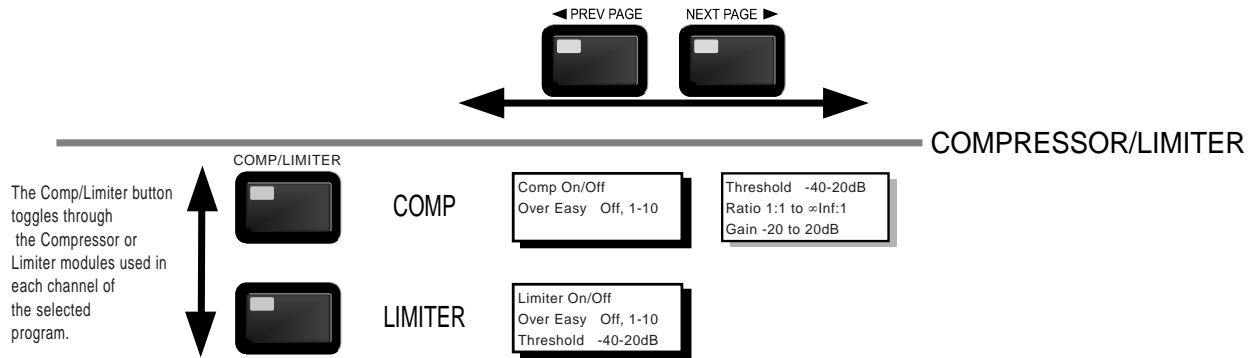 ◄ PREV PAGE
NEXT PAGE ►
COMPRESSOR/LIMITER
COMP/LIMITER
The Comp/Limiter button
toggles through
the Compressor or
Limiter modules used in
each channel of
the selected
program.
COMP
Comp On/Off
Over Easy Off, 1-10
Threshold -40-20dB
Ratio 1:1 to ∞Inf:1
Gain -20 to 20dB
LIMITER
Limiter On/Off
Over Easy Off, 1-10
Threshold -40-20dB